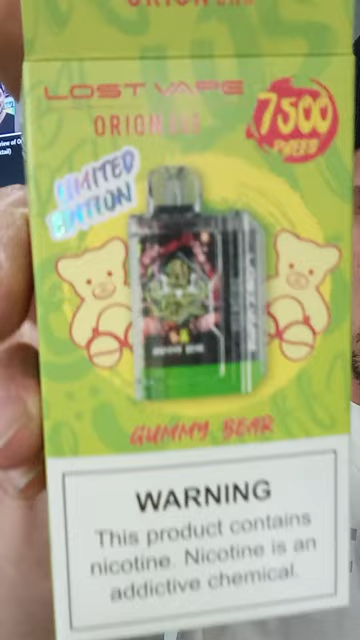 LOST VAPE
ORION BAR
7500
PUFFS
LIMITED
EDITION
GUMMY BEAR
WARNING
This product contains
nicotine. Nicotine is an
addictive chemical.